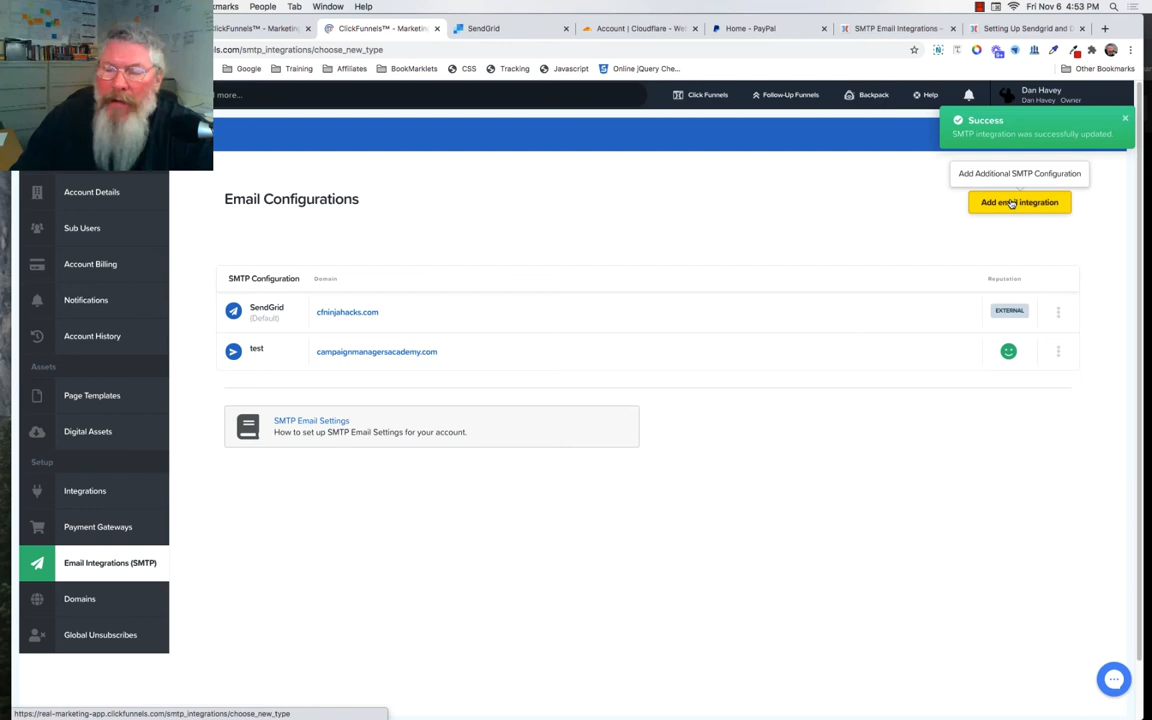 kmarks People Tab Window Help Fri Nov 6 4:53 PM
ClickFunnels™ - Marketing ClickFunnels™ - Marketing SendGrid Account | Cloudflare - We Home - PayPal SMTP Email Integrations – Setting Up Sendgrid and D
ls.com/smtp_integrations/choose_new_type
Google Training Affiliates BookMarklets CSS Tracking Javascript Online jQuery Che... Other Bookmarks
d more... Click Funnels Follow-Up Funnels Backpack Help Dan Havey
Dan Havey Owner
Success
SMTP integration was successfully updated.
Add Additional SMTP Configuration
Add email integration
Email Configurations
Account Details
Sub Users
Account Billing
Notifications
Account History
Assets
Page Templates
Digital Assets
Setup
Integrations
Payment Gateways
Email Integrations (SMTP)
Domains
Global Unsubscribes
SMTP Configuration Domain Reputation
SendGrid
(Default)
cfninjahacks.com EXTERNAL
test campaignmanagersacademy.com
SMTP Email Settings
How to set up SMTP Email Settings for your account.
https://real-marketing-app.clickfunnels.com/smtp_integrations/choose_new_type